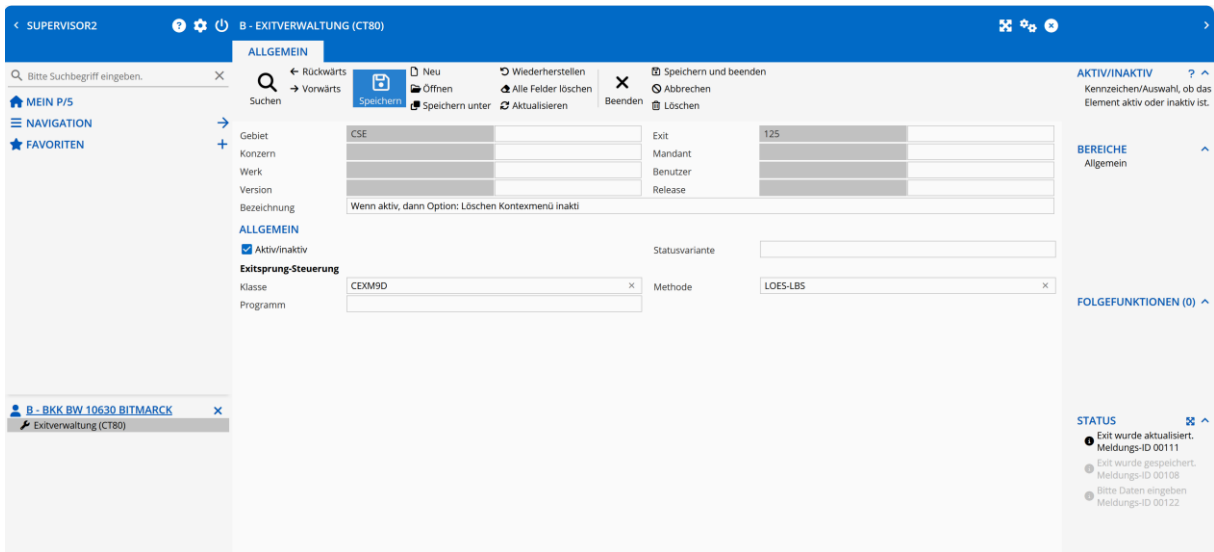 SUPERVISOR2
B - EXITVERWALTUNG (CT80)
ALLGEMEIN
Bitte Suchbegriff eingeben.
MEIN P/5
NAVIGATION
FAVORITEN
Suchen
Rückwärts
Vorwärts
Speichern
Neu
Öffnen
Speichern unter
Wiederherstellen
Alle Felder löschen
Aktualisieren
Beenden
Speichern und beenden
Abbrechen
Löschen
Gebiet CSE Exit 125
Konzern Mandant
Werk Benutzer
Version Release
Bezeichnung Wenn aktiv, dann Option: Löschen Kontexmenü inakti
ALLGEMEIN
Aktiv/inaktiv Statusvariante
Exitsprung-Steuerung
Klasse CEXM9D Methode LOES-LBS
Programm
AKTIV/INAKTIV ?
Kennzeichen/Auswahl, ob das
Element aktiv oder inaktiv ist.
BEREICHE
Allgemein
FOLGEFUNKTIONEN (0)
B - BKK BW 10630 BITMARCK
Exitverwaltung (CT80)
STATUS
Exit wurde aktualisiert.
Meldungs-ID 00111
Exit wurde gespeichert.
Meldungs-ID 00108
Bitte Daten eingeben
Meldungs-ID 00122